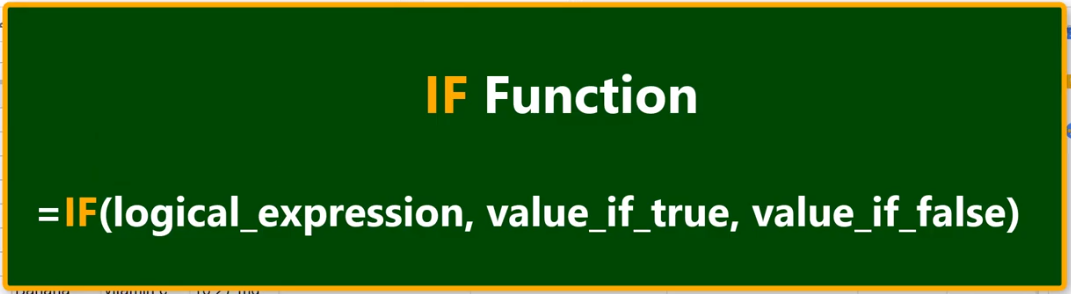 IF Function
=IF(logical_expression, value_if_true, value_if_false)